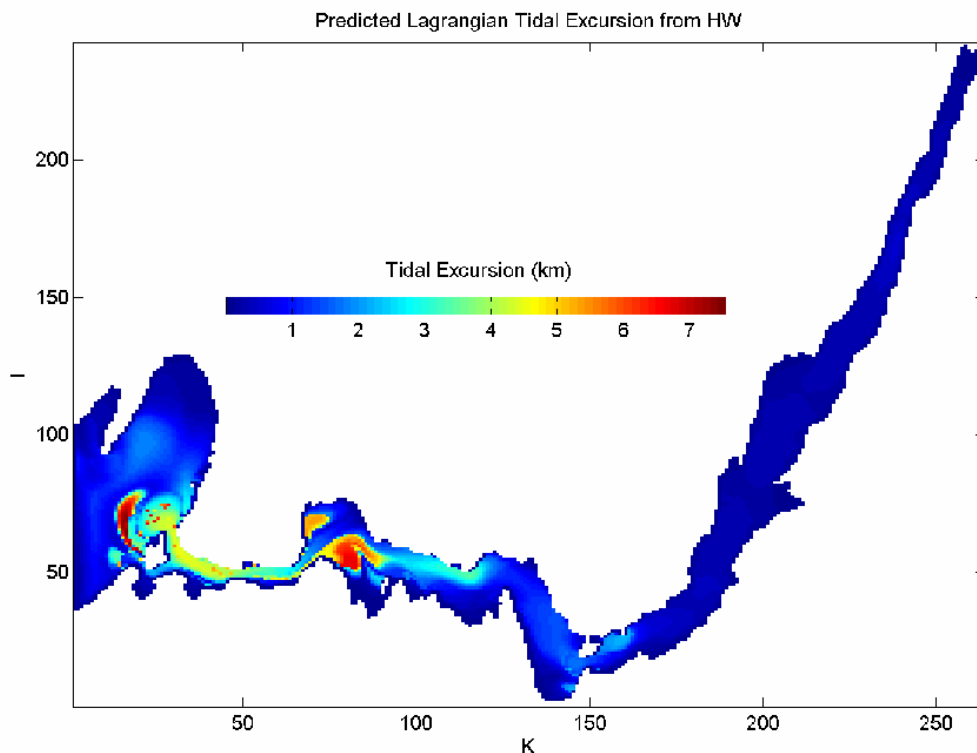 Predicted Lagrangian Tidal Excursion from HW
200
Tidal Excursion (km)
150
1 2 3 4 5 6 7
I
100
50
50 100 150 200 250
K